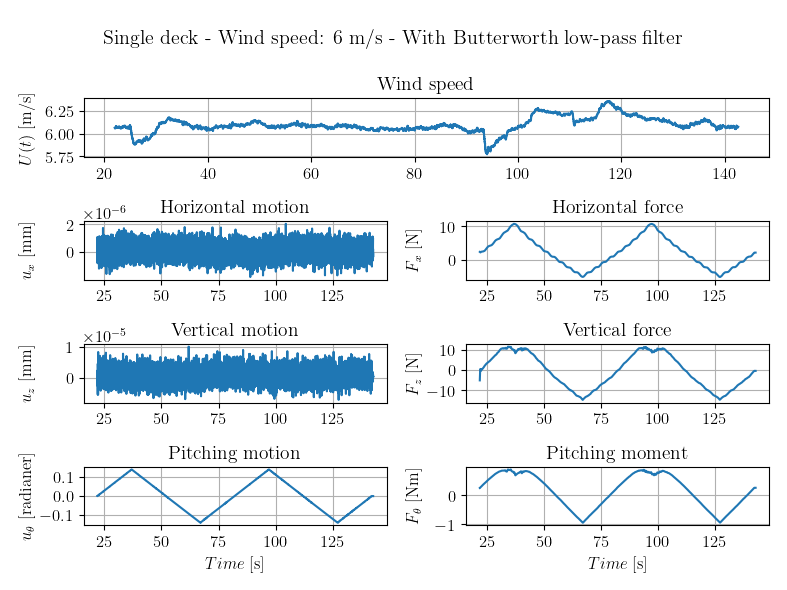 Single deck - Wind speed: 6 m/s - With Butterworth low-pass filter
Wind speed
U(t) [m/s]
6.25
6.00
5.75
20 40 60 80 100 120 140
×10⁻⁶ Horizontal motion
u_x [mm]
2
0
25 50 75 100 125
Horizontal force
F_x [N]
10
0
25 50 75 100 125
×10⁻⁵ Vertical motion
u_z [mm]
1
0
25 50 75 100 125
Vertical force
F_z [N]
10
0
−10
25 50 75 100 125
Pitching motion
u_θ [radianer]
0.1
0.0
−0.1
25 50 75 100 125
Time [s]
Pitching moment
F_θ [Nm]
0
−1
25 50 75 100 125
Time [s]